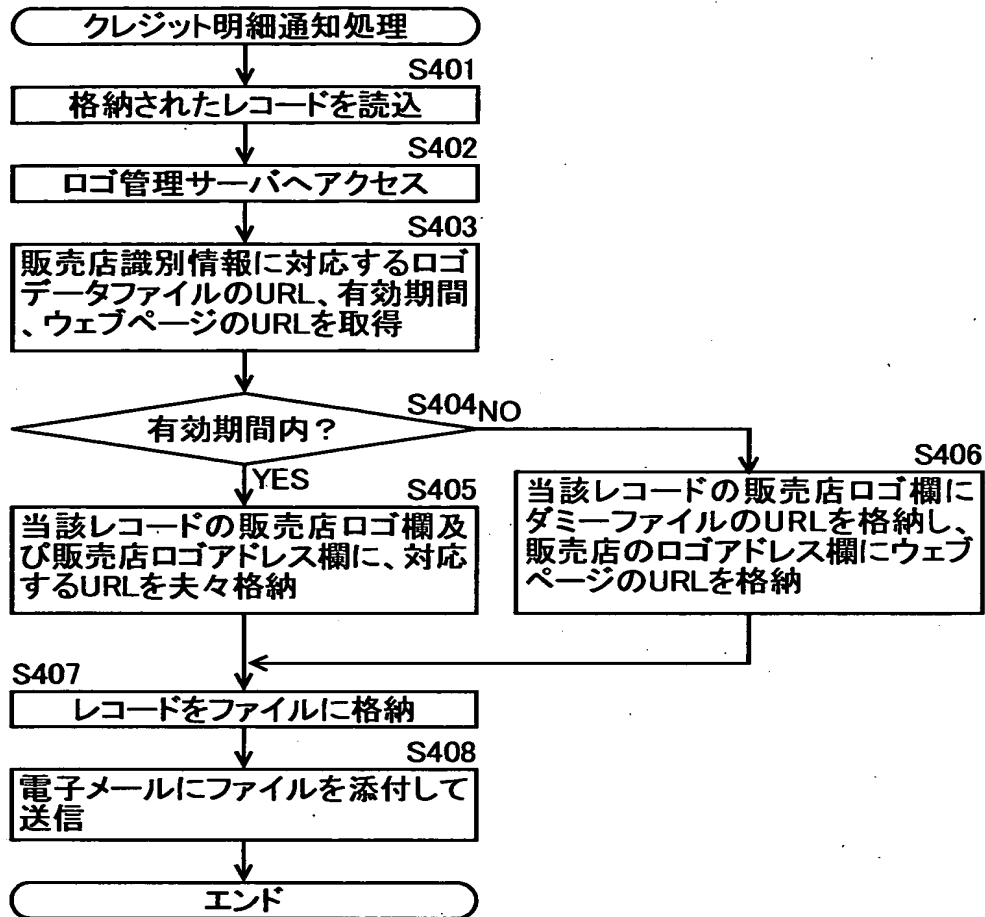 クレジット明細通知処理
S401
格納されたレコードを読込
S402
ロゴ管理サーバへアクセス
S403
販売店識別情報に対応するロゴ
データファイルのURL、有効期間
、ウェブページのURLを取得
S404
有効期間内?
NO
YES
S405
当該レコードの販売店ロゴ欄及
び販売店ロゴアドレス欄に、対応
するURLを夫々格納
S406
当該レコードの販売店ロゴ欄に
ダミーファイルのURLを格納し、
販売店のロゴアドレス欄にウェブ
ページのURLを格納
S407
レコードをファイルに格納
S408
電子メールにファイルを添付して
送信
エンド